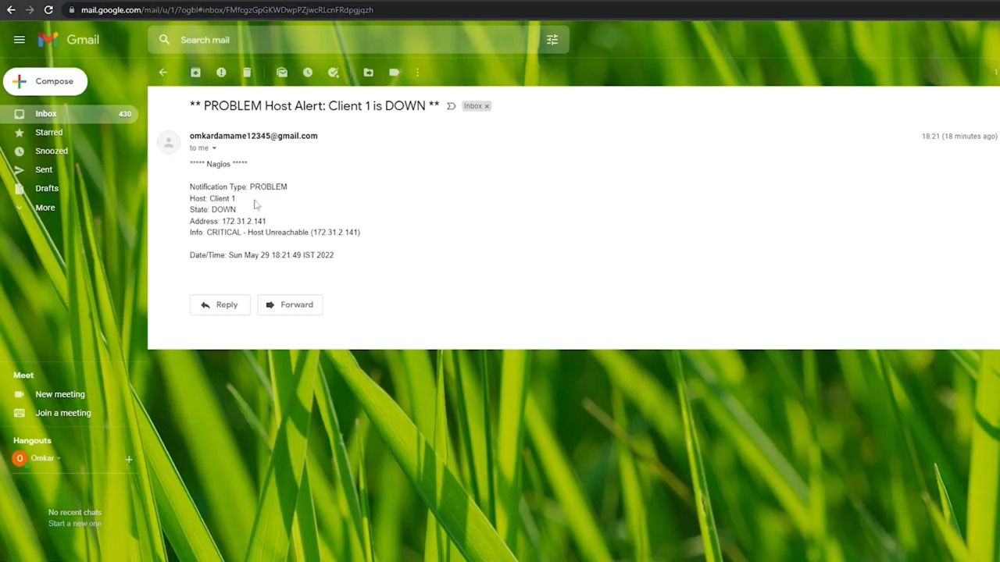 mail.google.com/mail/u/1/?ogbl#inbox/FMfcgzGpGKWDwpPZjwcRLcnFRdpgjqzh
Gmail
Search mail
Compose
1
** PROBLEM Host Alert: Client 1 is DOWN ** Inbox x
Inbox 430
Starred
Snoozed
Sent
Drafts
More
omkardamame12345@gmail.com 18:21 (18 minutes ago)
to me
***** Nagios *****
Notification Type: PROBLEM
Host: Client 1
State: DOWN
Address: 172.31.2.141
Info: CRITICAL - Host Unreachable (172.31.2.141)
Date/Time: Sun May 29 18:21:49 IST 2022
Reply Forward
Meet
New meeting
Join a meeting
Hangouts
O Omkar +
No recent chats
Start a new one